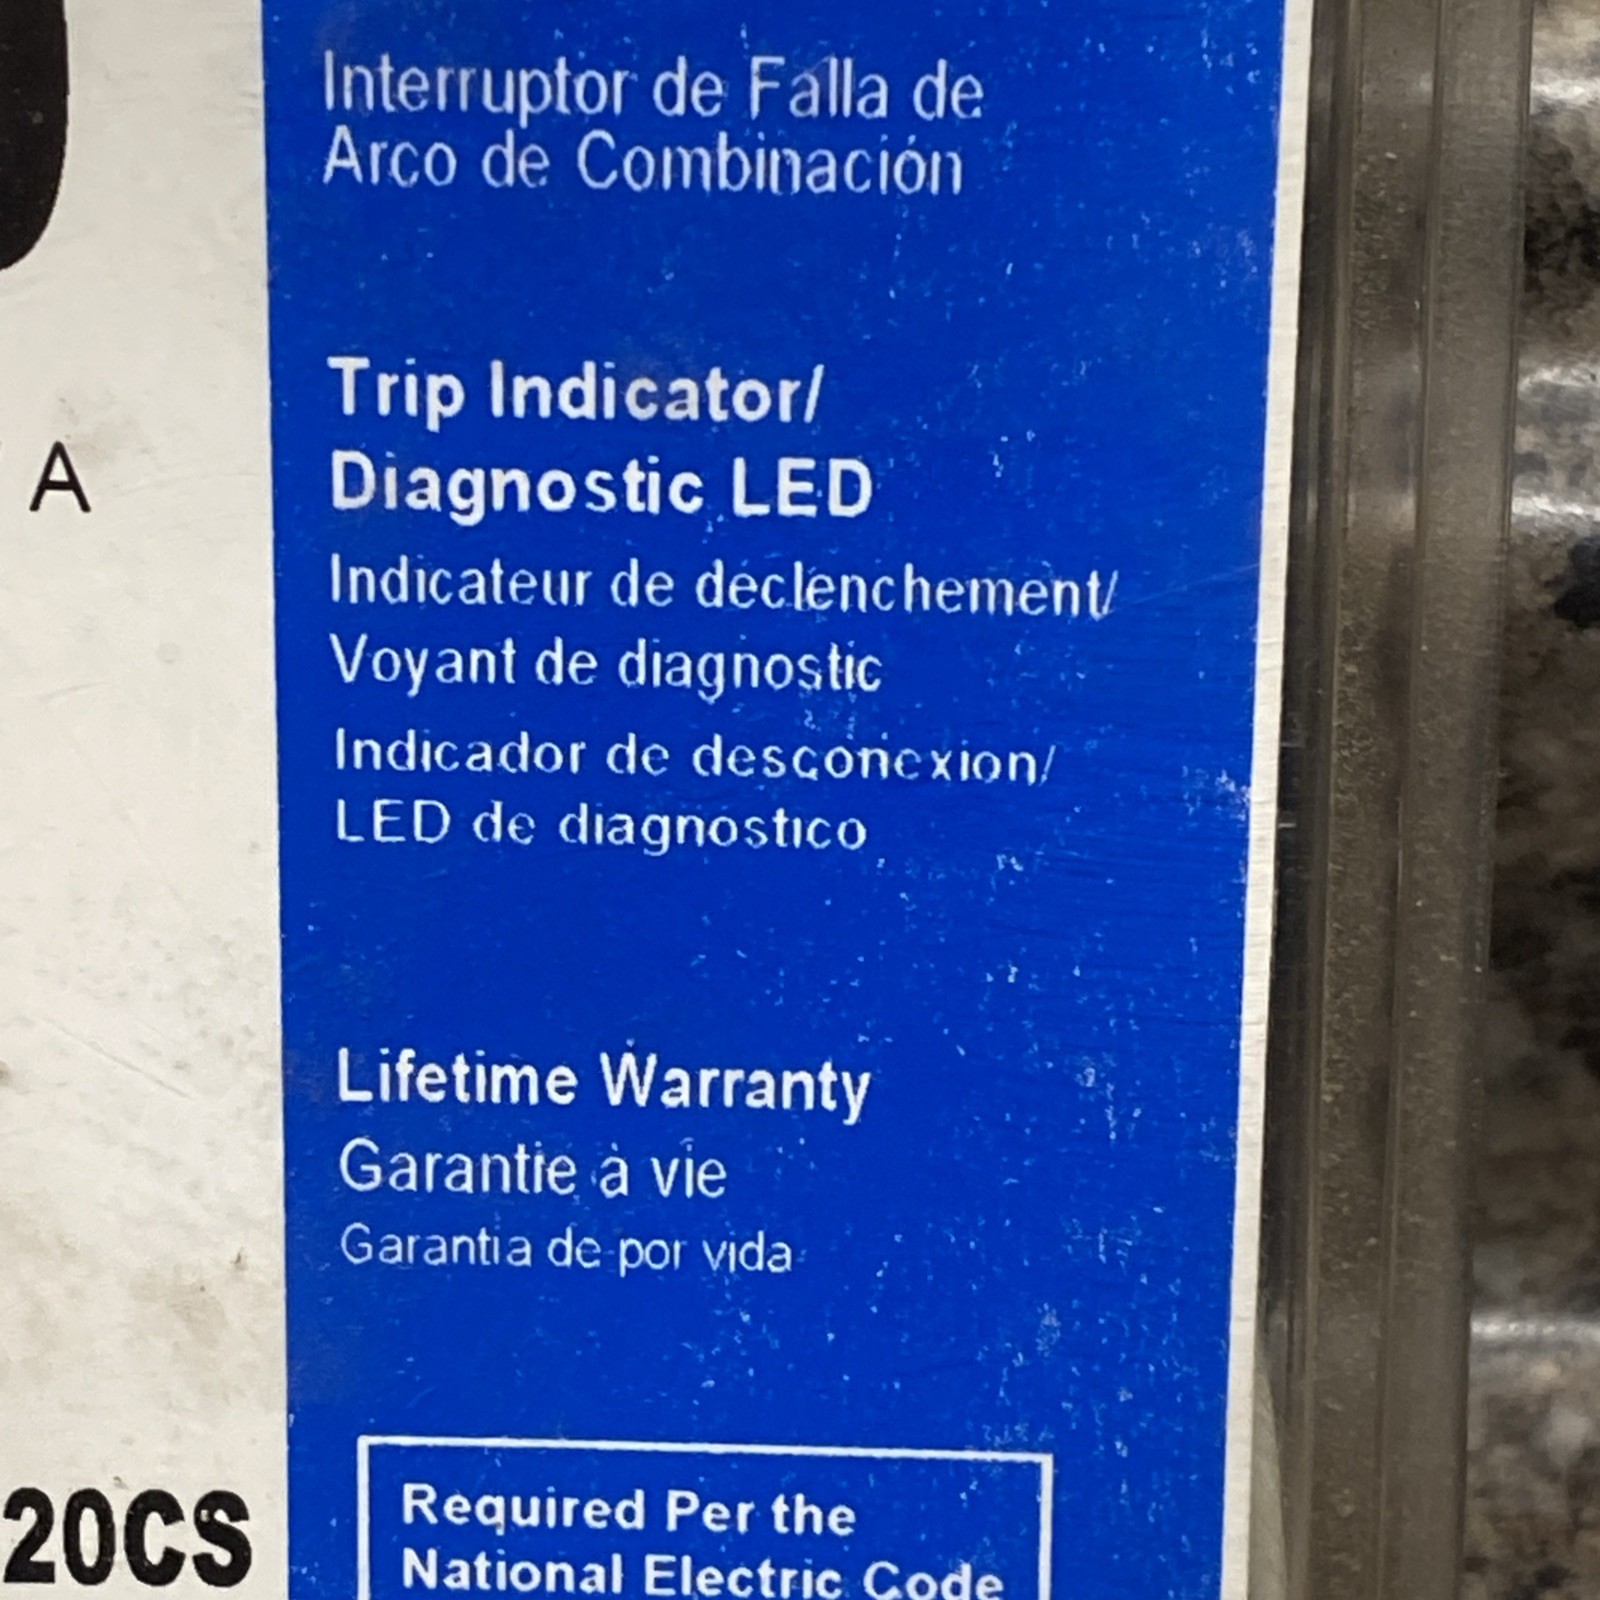 Interruptor de Falla de
Arco de Combinación
Trip Indicator/
Diagnostic LED
Indicateur de déclenchement/
Voyant de diagnostic
Indicador de desconexion/
LED de diagnostico
A
Lifetime Warranty
Garantie à vie
Garantia de por vida
20CS
Required Per the
National Electric Code